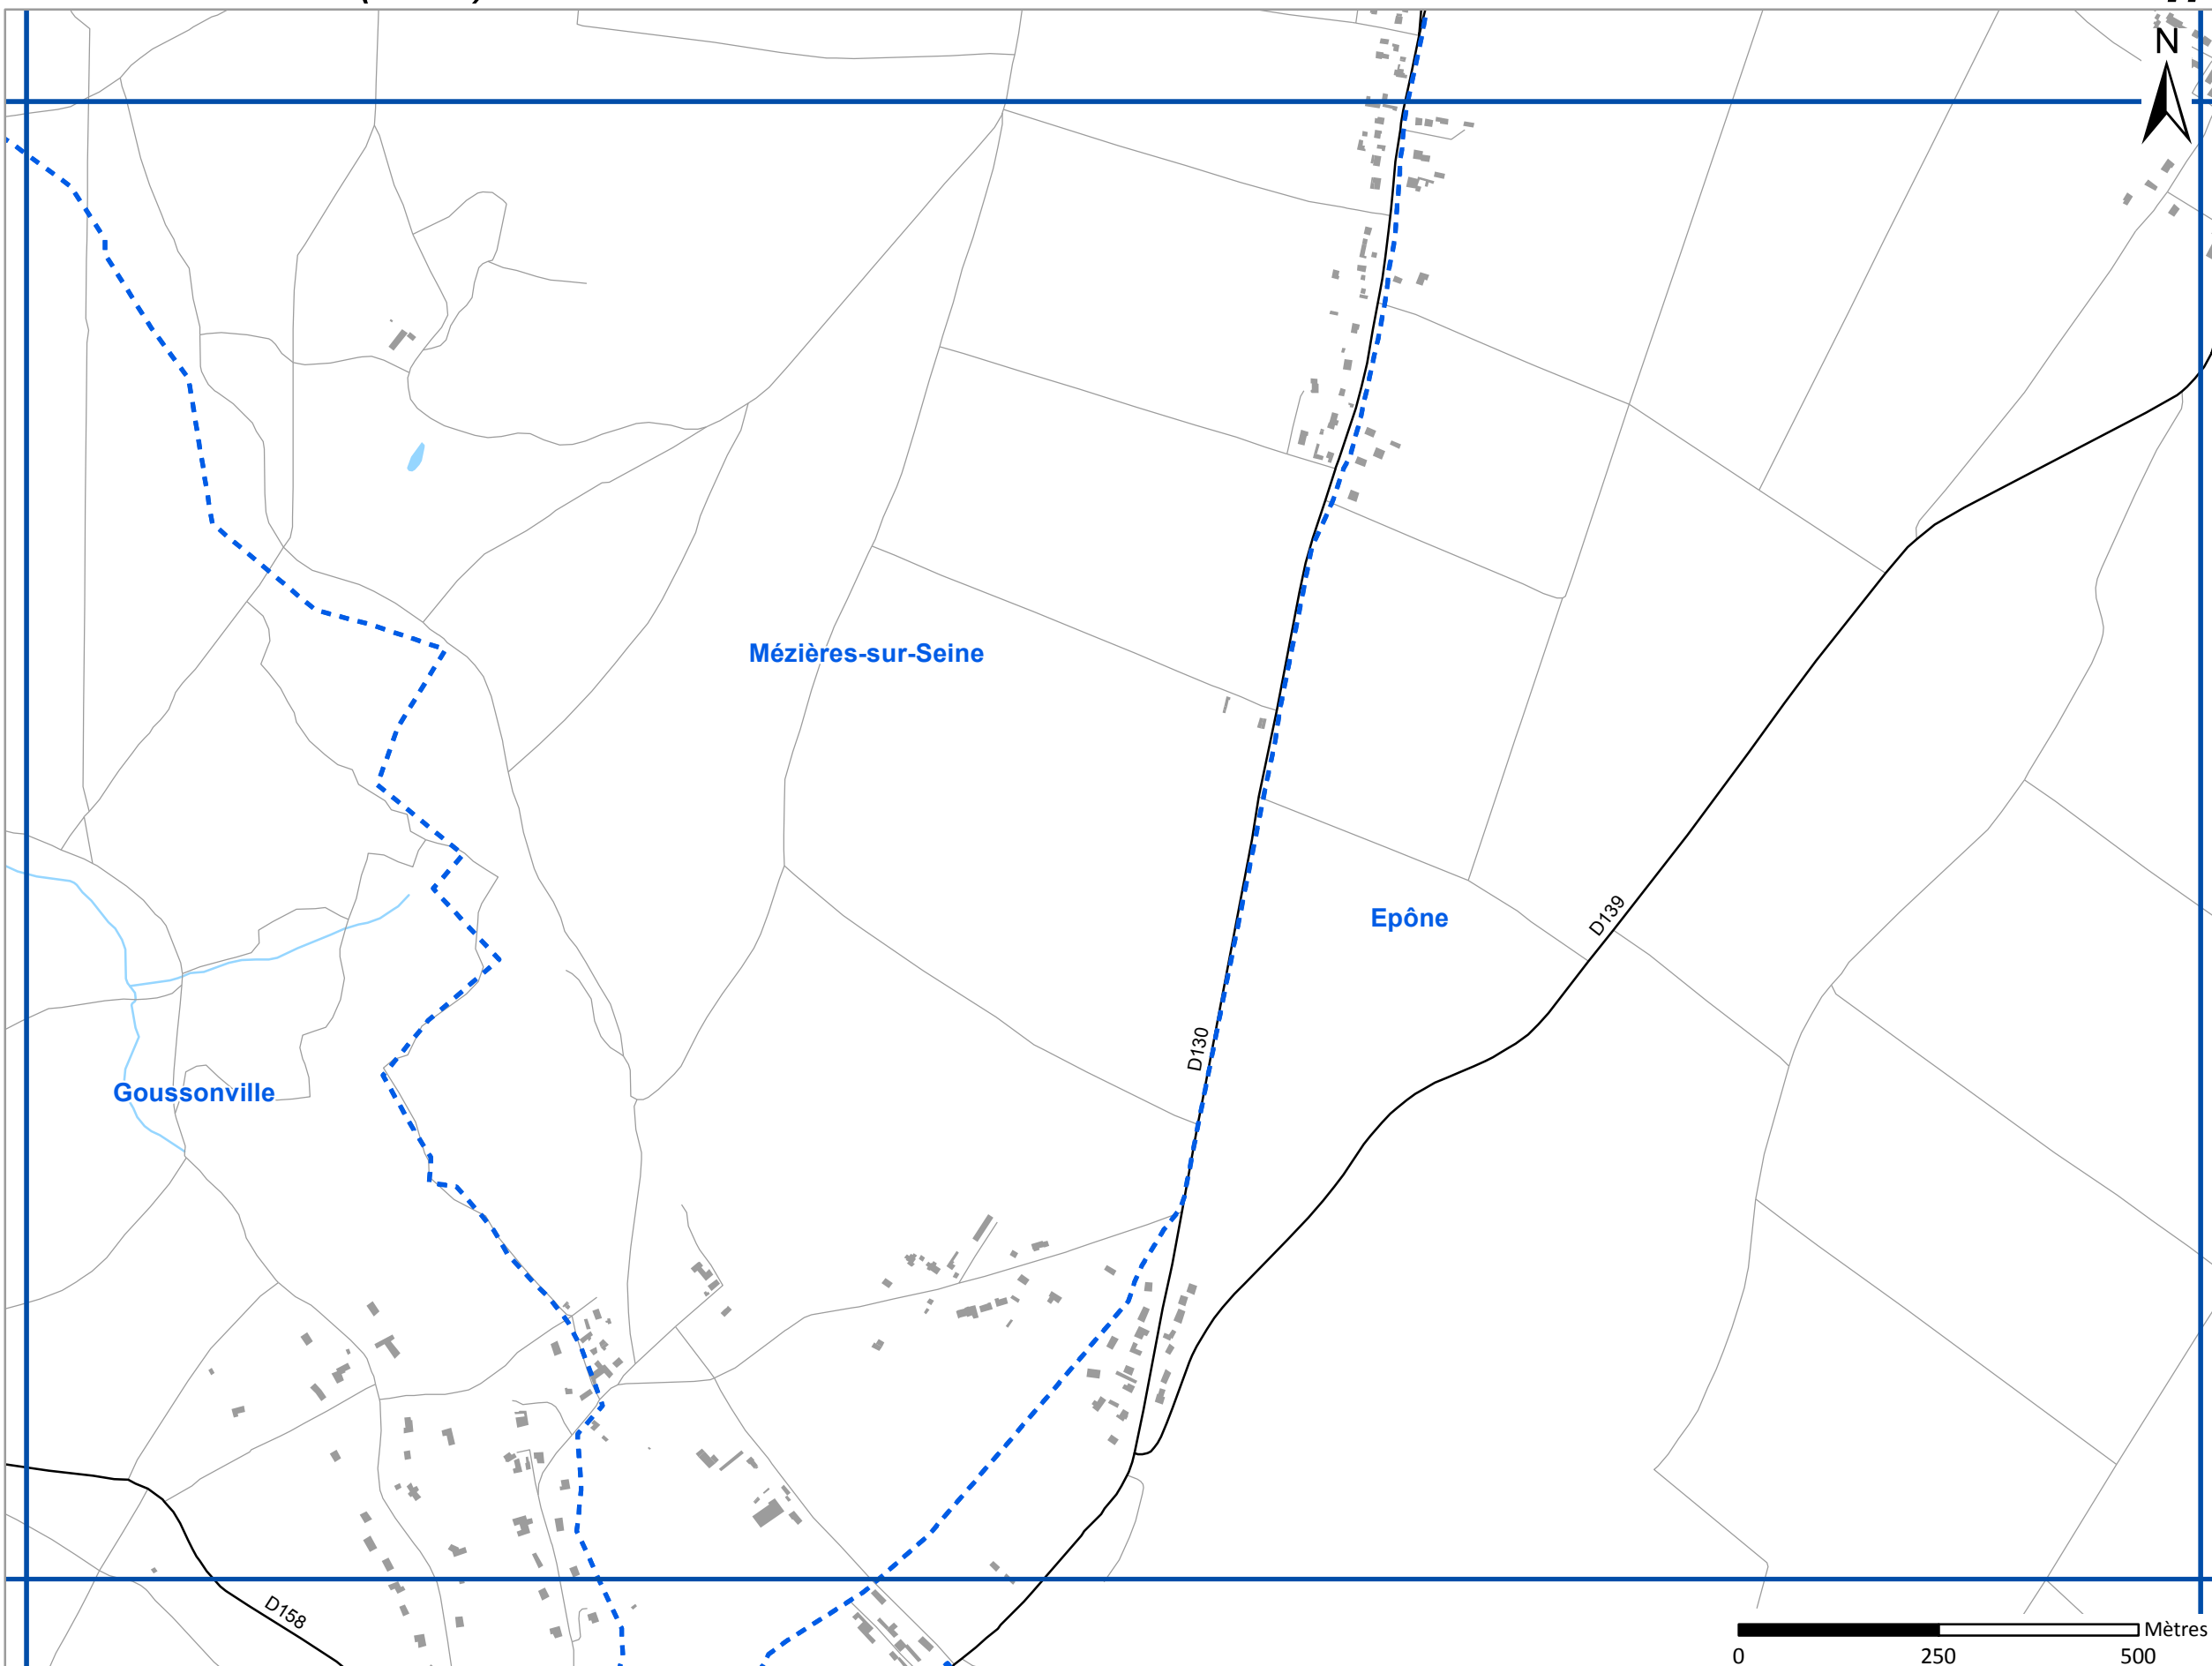 N
Mézières-sur-Seine
Epône
D139
D130
Goussonville
D158
Mètres
0 250 500